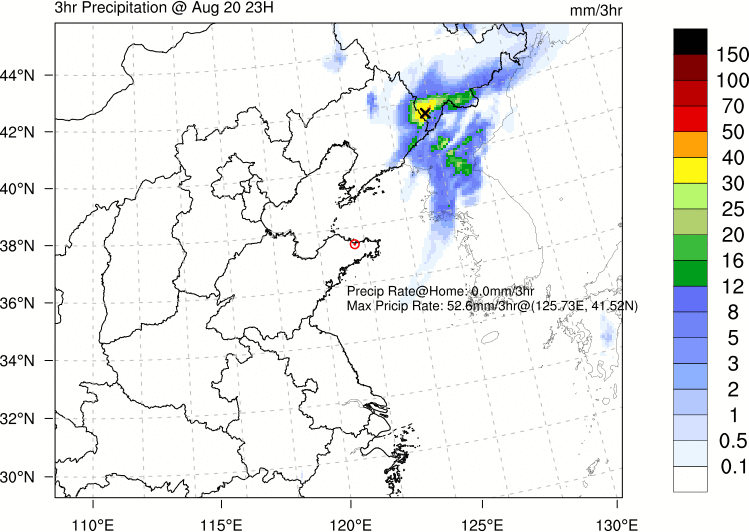 3hr Precipitation @ Aug 20 23H
mm/3hr
44°N
42°N
40°N
38°N
36°N
34°N
32°N
30°N
110°E
115°E
120°E
125°E
130°E
Precip Rate@Home: 0.0mm/3hr
Max Pricip Rate: 52.6mm/3hr@(125.73E, 41.52N)
150
100
70
50
40
30
25
20
16
12
8
5
3
2
1
0.5
0.1